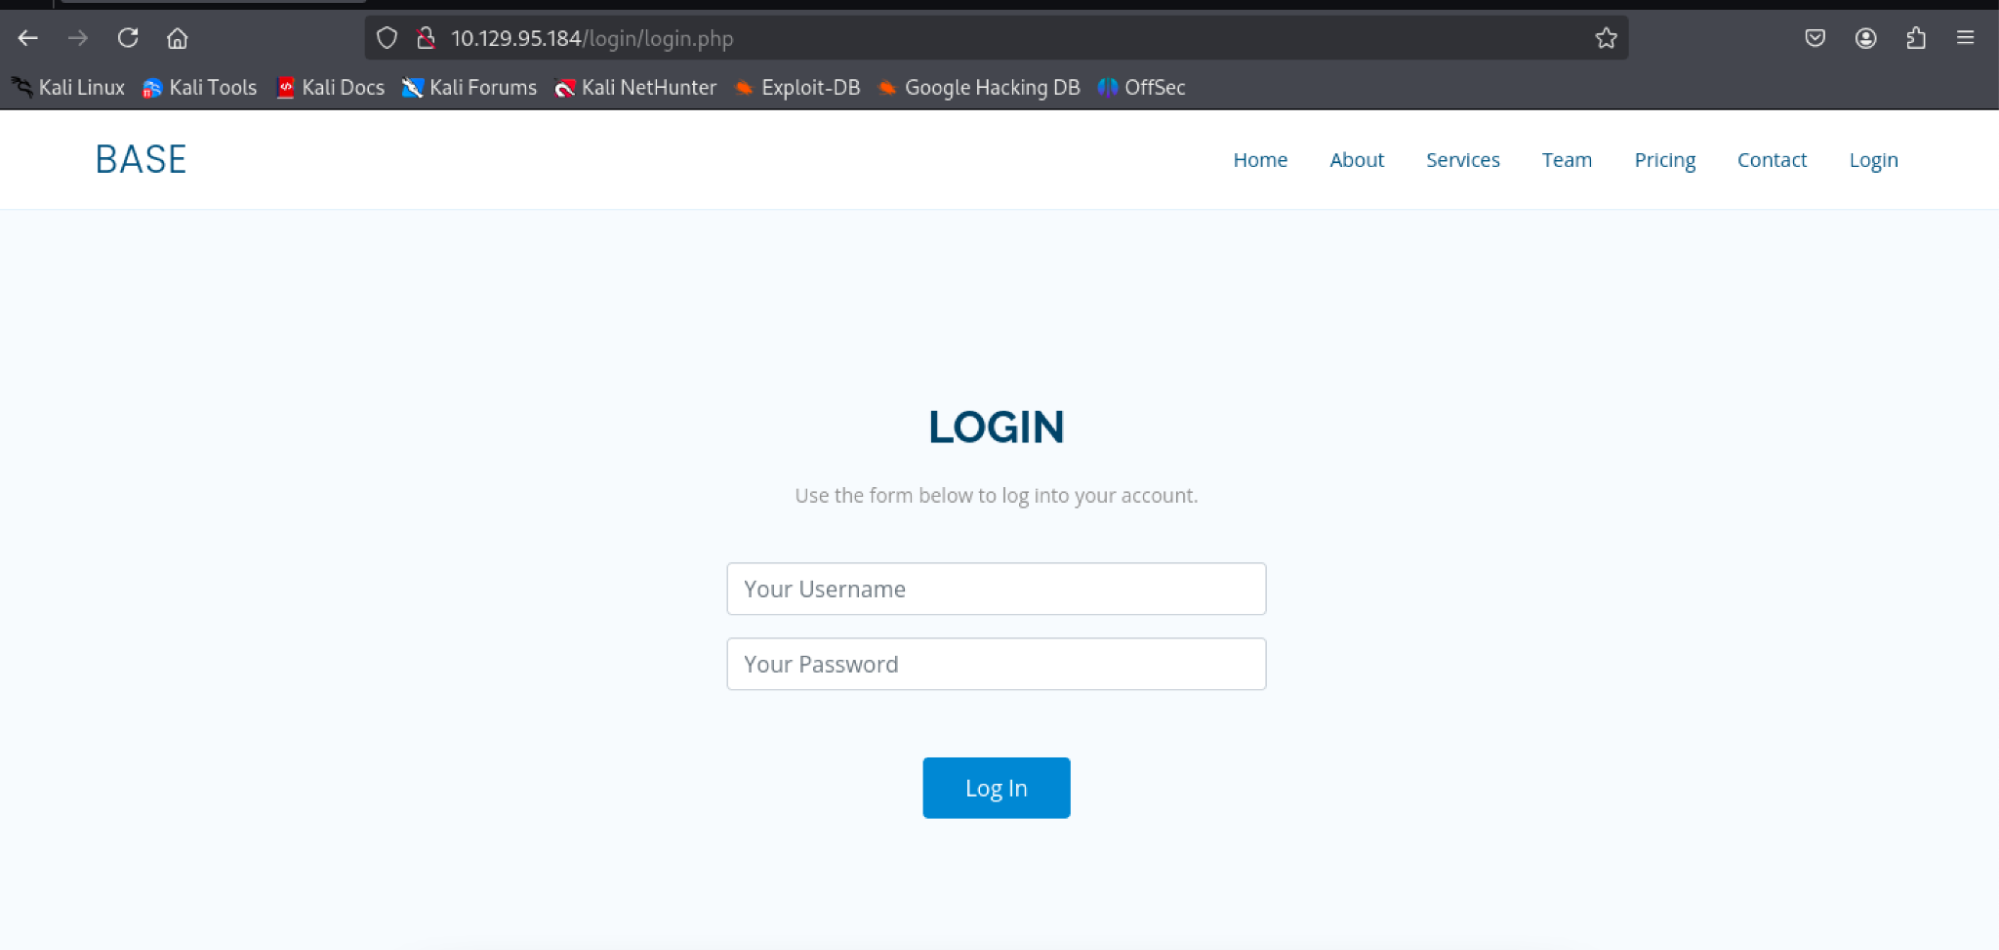 10.129.95.184/login/login.php
Kali Linux Kali Tools Kali Docs Kali Forums Kali NetHunter Exploit-DB Google Hacking DB OffSec
BASE Home About Services Team Pricing Contact Login
LOGIN
Use the form below to log into your account.
Your Username
Your Password
Log In